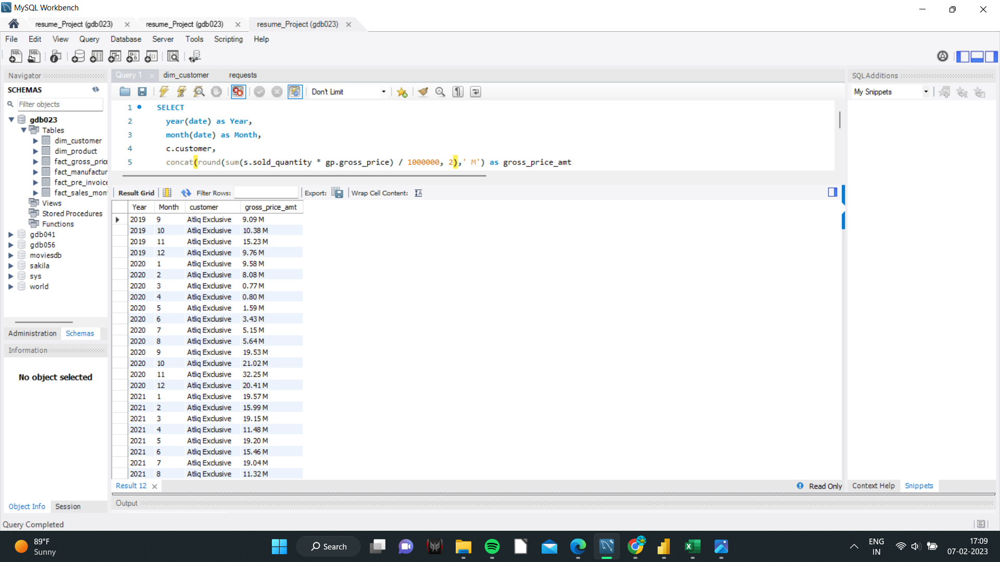 MySQL Workbench
resume_Project (gdb023)
resume_Project (gdb023)
resume_Project (gdb023)
File Edit View Query Database Server Tools Scripting Help
Navigator
SCHEMAS
Filter objects
gdb023
Tables
dim_customer
dim_product
fact_gross_price
fact_manufactur
fact_pre_invoice
fact_sales_mon
Views
Stored Procedures
Functions
gdb041
gdb056
moviesdb
sakila
sys
world
Administration Schemas
Information
No object selected
Object Info Session
Query 1 dim_customer requests
Don't Limit
1 SELECT
2 year(date) as Year,
3 month(date) as Month,
4 c.customer,
5 concat(round(sum(s.sold_quantity * gp.gross_price) / 1000000, 2),' M') as gross_price_amt
Result Grid Filter Rows: Export: Wrap Cell Content:
Year Month customer gross_price_amt
2019 9 Atliq Exclusive 9.09 M
2019 10 Atliq Exclusive 10.38 M
2019 11 Atliq Exclusive 15.23 M
2019 12 Atliq Exclusive 9.76 M
2020 1 Atliq Exclusive 9.58 M
2020 2 Atliq Exclusive 8.08 M
2020 3 Atliq Exclusive 0.77 M
2020 4 Atliq Exclusive 0.80 M
2020 5 Atliq Exclusive 1.59 M
2020 6 Atliq Exclusive 3.43 M
2020 7 Atliq Exclusive 5.15 M
2020 8 Atliq Exclusive 5.64 M
2020 9 Atliq Exclusive 19.53 M
2020 10 Atliq Exclusive 21.02 M
2020 11 Atliq Exclusive 32.25 M
2020 12 Atliq Exclusive 20.41 M
2021 1 Atliq Exclusive 19.57 M
2021 2 Atliq Exclusive 15.99 M
2021 3 Atliq Exclusive 19.15 M
2021 4 Atliq Exclusive 11.48 M
2021 5 Atliq Exclusive 19.20 M
2021 6 Atliq Exclusive 15.46 M
2021 7 Atliq Exclusive 19.04 M
2021 8 Atliq Exclusive 11.32 M
Result 12
Read Only
Output
SQLAdditions
My Snippets
Context Help Snippets
Query Completed
89°F
Sunny
Search
ENG
IN
17:09
07-02-2023